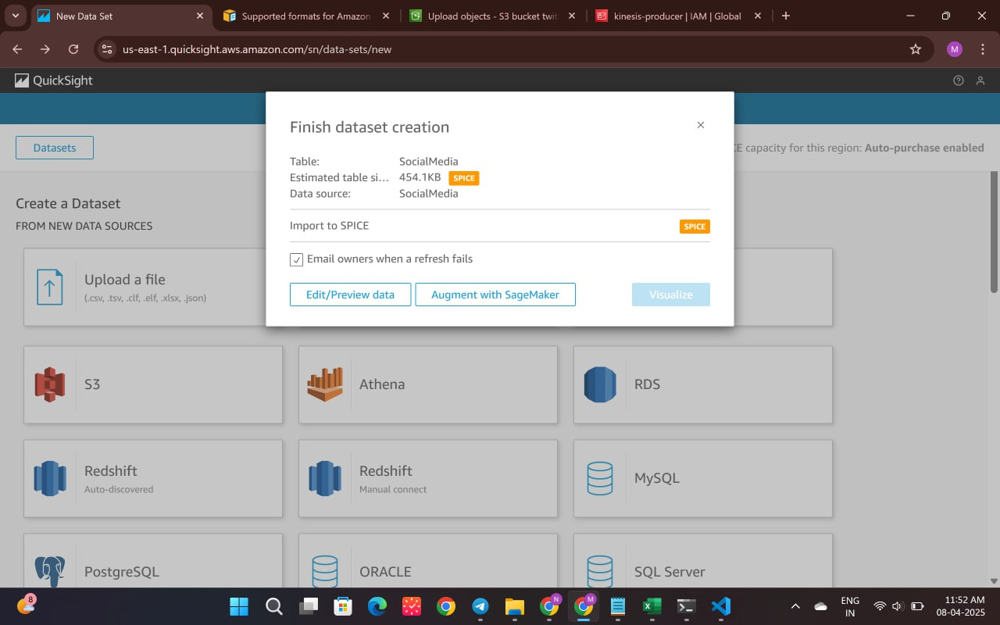 New Data Set
Supported formats for Amazon
Upload objects - S3 bucket twit
kinesis-producer | IAM | Global
us-east-1.quicksight.aws.amazon.com/sn/data-sets/new
M
QuickSight
Datasets
CE capacity for this region: Auto-purchase enabled
Finish dataset creation
Table: SocialMedia
Estimated table si... 454.1KB SPICE
Data source: SocialMedia
Import to SPICE SPICE
Email owners when a refresh fails
Edit/Preview data Augment with SageMaker Visualize
Create a Dataset
FROM NEW DATA SOURCES
Upload a file
(.csv, .tsv, .clf, .elf, .xlsx, .json)
S3 Athena RDS
Redshift Redshift MySQL
Auto-discovered Manual connect
PostgreSQL ORACLE SQL Server
8
N
M
ENG
IN
11:52 AM
08-04-2025